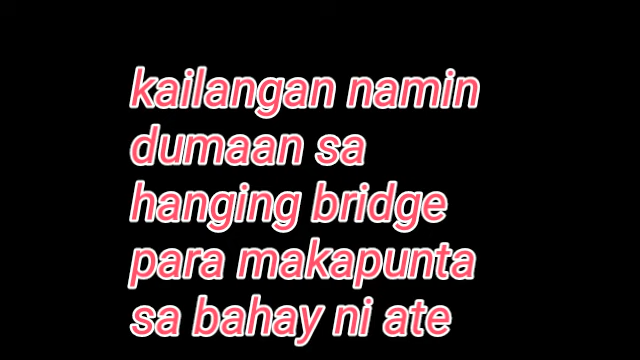 kailangan namin
dumaan sa
hanging bridge
para makapunta
sa bahay ni ate